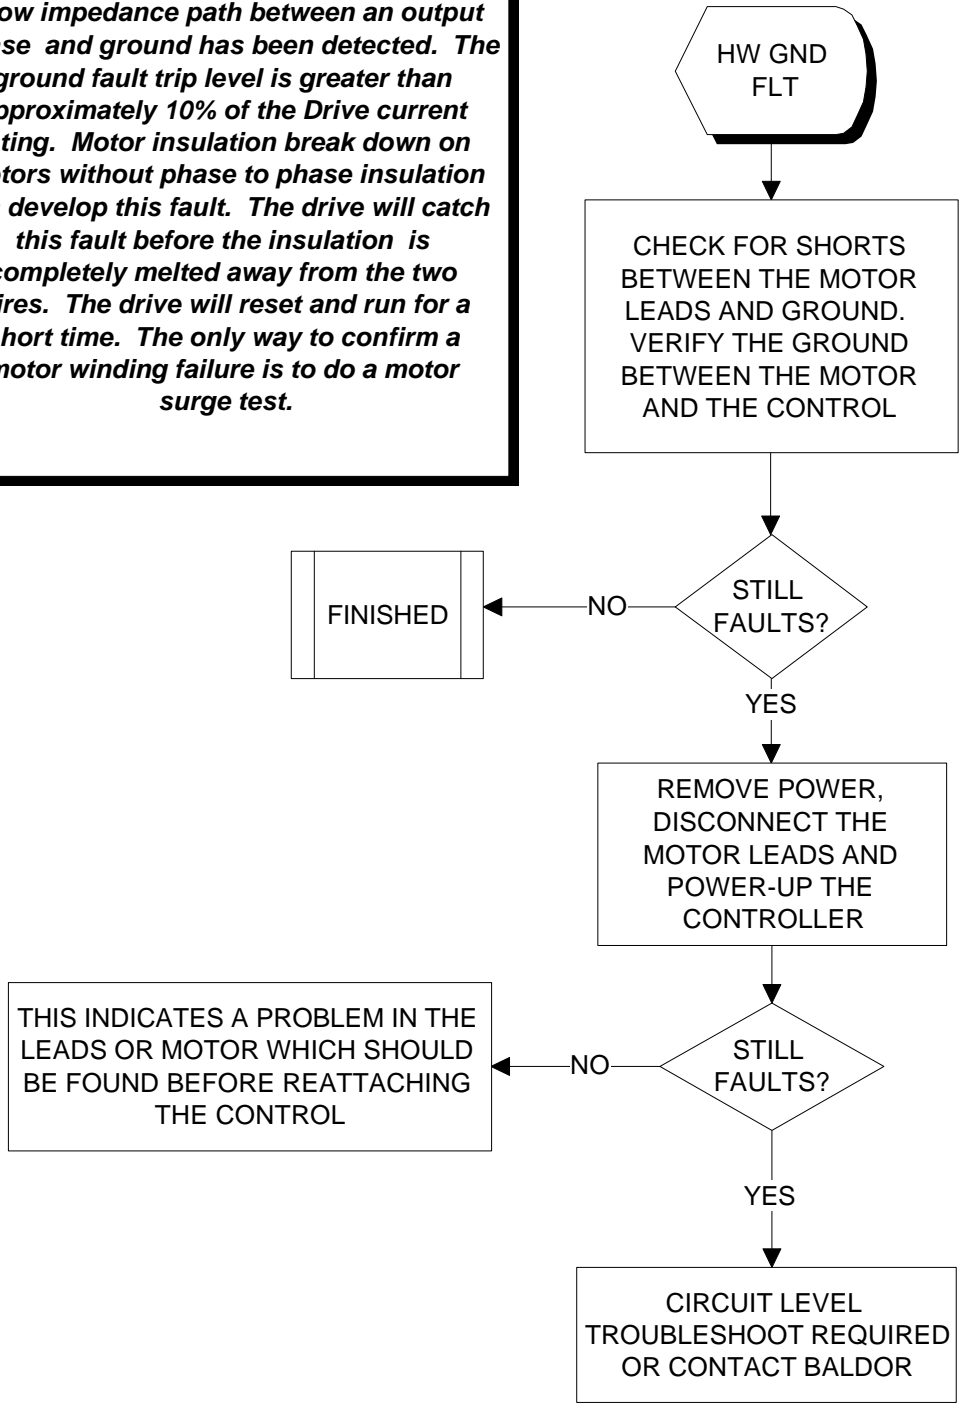 ow impedance path between an output
se and ground has been detected. The
ground fault trip level is greater than
pproximately 10% of the Drive current
ting. Motor insulation break down on
tors without phase to phase insulation
develop this fault. The drive will catch
this fault before the insulation is
completely melted away from the two
ires. The drive will reset and run for a
hort time. The only way to confirm a
motor winding failure is to do a motor
surge test.
HW GND
FLT
CHECK FOR SHORTS
BETWEEN THE MOTOR
LEADS AND GROUND.
VERIFY THE GROUND
BETWEEN THE MOTOR
AND THE CONTROL
STILL
FAULTS?
NO
FINISHED
YES
REMOVE POWER,
DISCONNECT THE
MOTOR LEADS AND
POWER-UP THE
CONTROLLER
STILL
FAULTS?
NO
THIS INDICATES A PROBLEM IN THE
LEADS OR MOTOR WHICH SHOULD
BE FOUND BEFORE REATTACHING
THE CONTROL
YES
CIRCUIT LEVEL
TROUBLESHOOT REQUIRED
OR CONTACT BALDOR